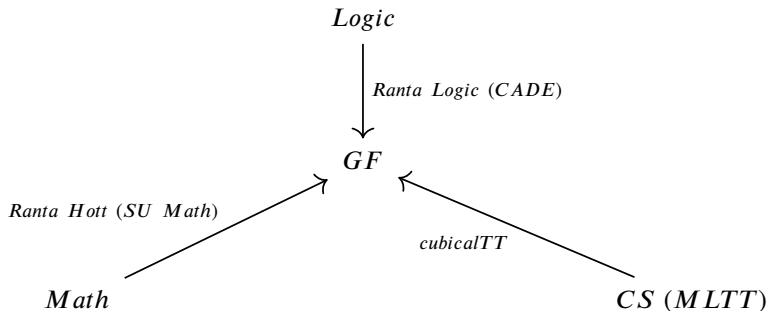 Logic
Ranta Logic (CADE)
GF
Ranta Hott (SU Math)
cubicalTT
Math
CS (MLTT)